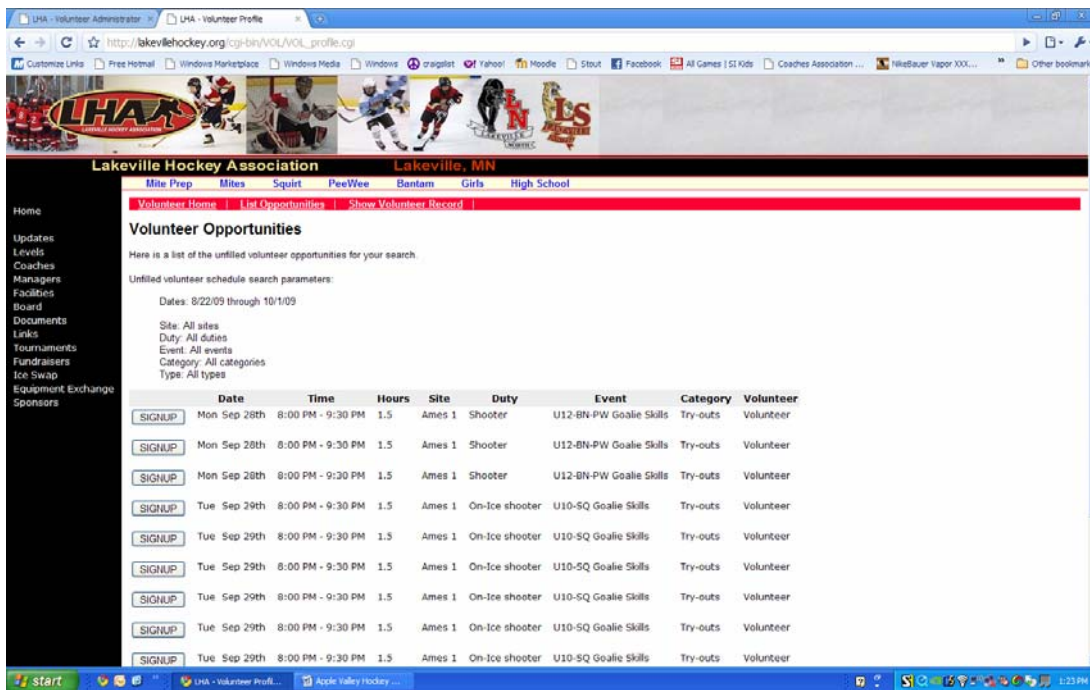 LHA - Volunteer Administrator
LHA - Volunteer Profile
http://lakevillehockey.org/cgi-bin/VOL/VOL_profile.cgi
Customize Links Free Hotmail Windows Marketplace Windows Media Windows craigslist Yahoo! Moodle Stout Facebook All Games | SI Kids Coaches Association ... NikeBauer Vapor XXX... Other bookmark
LHA
LAKEVILLE HOCKEY ASSOCIATION
LN
LAKEVILLE
NORTH
LS
Lakeville Hockey Association Lakeville, MN
Mite Prep Mites Squirt PeeWee Bantam Girls High School
Volunteer Home | List Opportunities | Show Volunteer Record |
Home
Updates
Levels
Coaches
Managers
Facilities
Board
Documents
Links
Tournaments
Fundraisers
Ice Swap
Equipment Exchange
Sponsors
Volunteer Opportunities
Here is a list of the unfilled volunteer opportunities for your search.
Unfilled volunteer schedule search parameters:
Dates: 8/22/09 through 10/1/09
Site: All sites
Duty: All duties
Event: All events
Category: All categories
Type: All types
Date Time Hours Site Duty Event Category Volunteer
SIGNUP Mon Sep 28th 8:00 PM - 9:30 PM 1.5 Ames 1 Shooter U12-BN-PW Goalie Skills Try-outs Volunteer
SIGNUP Mon Sep 28th 8:00 PM - 9:30 PM 1.5 Ames 1 Shooter U12-BN-PW Goalie Skills Try-outs Volunteer
SIGNUP Mon Sep 28th 8:00 PM - 9:30 PM 1.5 Ames 1 Shooter U12-BN-PW Goalie Skills Try-outs Volunteer
SIGNUP Tue Sep 29th 8:00 PM - 9:30 PM 1.5 Ames 1 On-Ice shooter U10-SQ Goalie Skills Try-outs Volunteer
SIGNUP Tue Sep 29th 8:00 PM - 9:30 PM 1.5 Ames 1 On-Ice shooter U10-SQ Goalie Skills Try-outs Volunteer
SIGNUP Tue Sep 29th 8:00 PM - 9:30 PM 1.5 Ames 1 On-Ice shooter U10-SQ Goalie Skills Try-outs Volunteer
SIGNUP Tue Sep 29th 8:00 PM - 9:30 PM 1.5 Ames 1 On-Ice shooter U10-SQ Goalie Skills Try-outs Volunteer
SIGNUP Tue Sep 29th 8:00 PM - 9:30 PM 1.5 Ames 1 On-Ice shooter U10-SQ Goalie Skills Try-outs Volunteer
SIGNUP Tue Sep 29th 8:00 PM - 9:30 PM 1.5 Ames 1 On-Ice shooter U10-SQ Goalie Skills Try-outs Volunteer
start LHA - Volunteer Profi... Apple Valley Hockey ... 1:23 PM